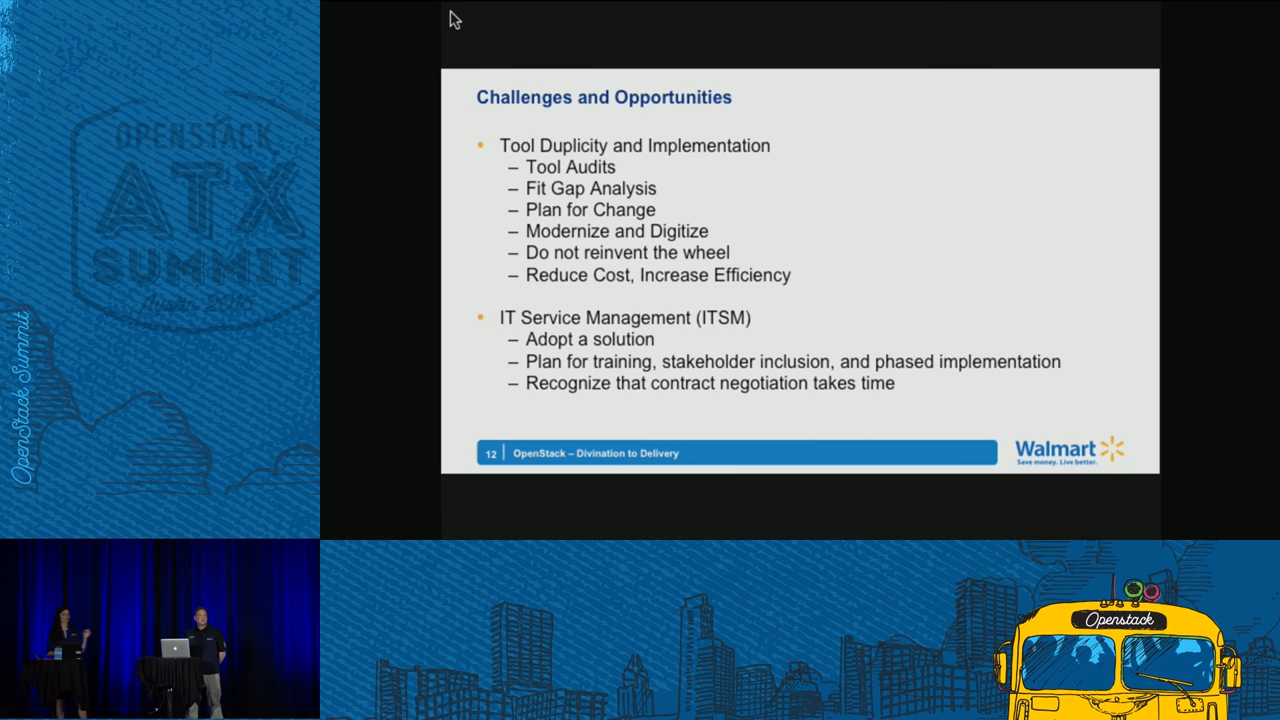 OPENSTACK
ATX
SUMMIT
Austin 2016
OpenStack Summit
Challenges and Opportunities
• Tool Duplicity and Implementation
– Tool Audits
– Fit Gap Analysis
– Plan for Change
– Modernize and Digitize
– Do not reinvent the wheel
– Reduce Cost, Increase Efficiency
• IT Service Management (ITSM)
– Adopt a solution
– Plan for training, stakeholder inclusion, and phased implementation
– Recognize that contract negotiation takes time
12 OpenStack – Divination to Delivery
Walmart
Save money. Live better.
Openstack